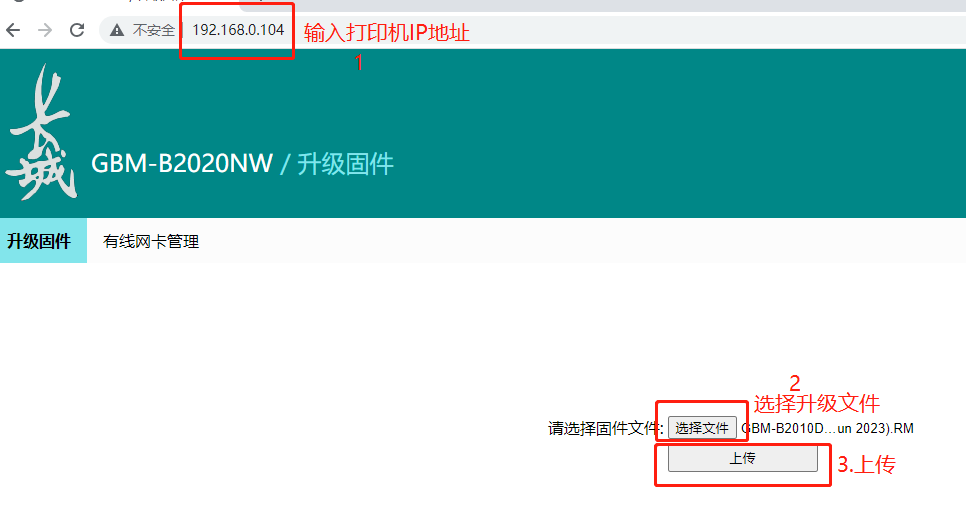 不安全 192.168.0.104 输入打印机IP地址
1
长城
GBM-B2020NW / 升级固件
升级固件 有线网卡管理
2
选择升级文件
请选择固件文件: 选择文件 GBM-B2010D...un 2023).RM
上传 3.上传